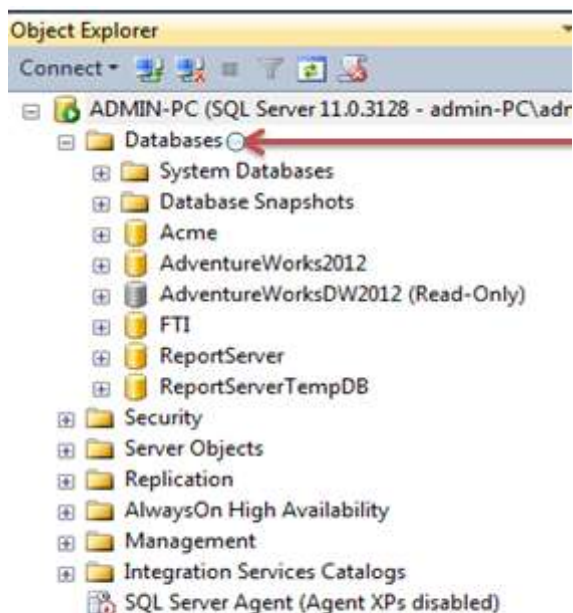 Object Explorer
Connect
ADMIN-PC (SQL Server 11.0.3128 - admin-PC\adm
Databases
System Databases
Database Snapshots
Acme
AdventureWorks2012
AdventureWorksDW2012 (Read-Only)
FTI
ReportServer
ReportServerTempDB
Security
Server Objects
Replication
AlwaysOn High Availability
Management
Integration Services Catalogs
SQL Server Agent (Agent XPs disabled)